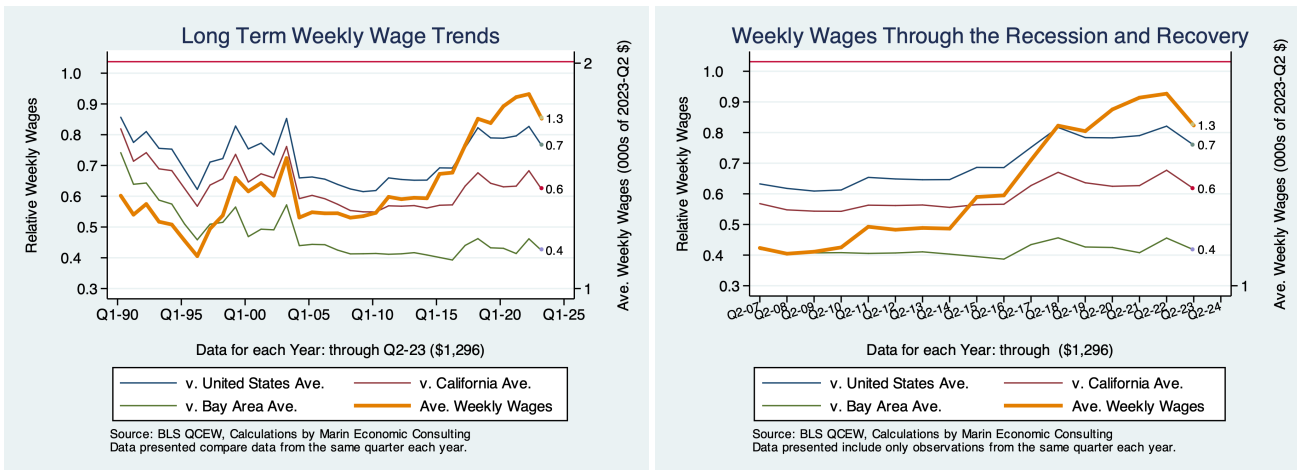 Long Term Weekly Wage Trends
Relative Weekly Wages
1.0
0.9
0.8
0.7
0.6
0.5
0.4
0.3
2
1
Ave. Weekly Wages (000s of 2023-Q2 $)
1.3
0.7
0.6
0.4
Q1-90 Q1-95 Q1-00 Q1-05 Q1-10 Q1-15 Q1-20 Q1-25
Data for each Year: through Q2-23 ($1,296)
v. United States Ave. v. California Ave.
v. Bay Area Ave. Ave. Weekly Wages
Source: BLS QCEW, Calculations by Marin Economic Consulting
Data presented compare data from the same quarter each year.
Weekly Wages Through the Recession and Recovery
Relative Weekly Wages
1.0
0.9
0.8
0.7
0.6
0.5
0.4
0.3
1
Ave. Weekly Wages (000s of 2023-Q2 $)
1.3
0.7
0.6
0.4
Q2-07 Q2-08 Q2-09 Q2-10 Q2-11 Q2-12 Q2-13 Q2-14 Q2-15 Q2-16 Q2-17 Q2-18 Q2-19 Q2-20 Q2-21 Q2-22 Q2-23 Q2-24
Data for each Year: through ($1,296)
v. United States Ave. v. California Ave.
v. Bay Area Ave. Ave. Weekly Wages
Source: BLS QCEW, Calculations by Marin Economic Consulting
Data presented include only observations from the same quarter each year.